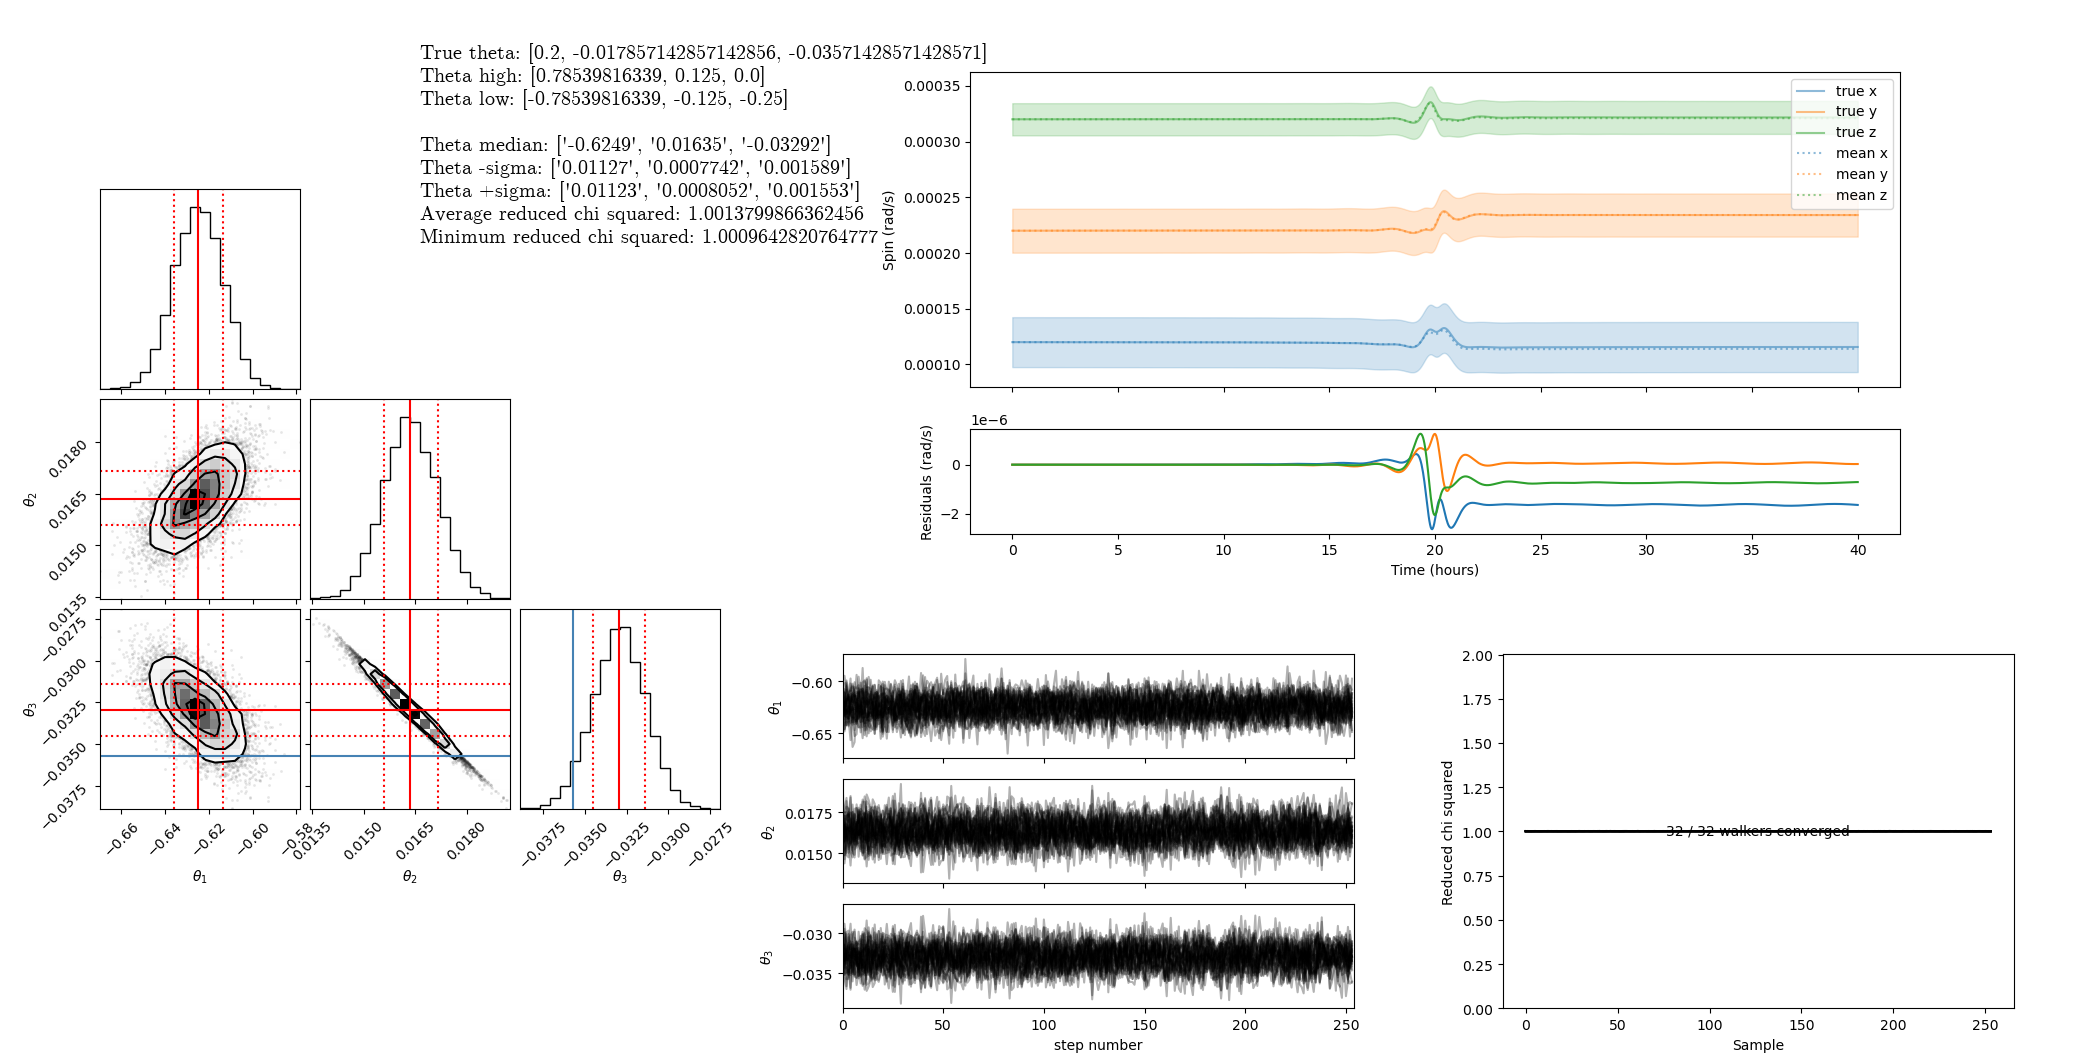 True theta: [0.2, -0.017857142857142856, -0.03571428571428571]
Theta high: [0.78539816339, 0.125, 0.0]
Theta low: [-0.78539816339, -0.125, -0.25]
Theta median: ['-0.6249', '0.01635', '-0.03292']
Theta -sigma: ['0.01127', '0.0007742', '0.001589']
Theta +sigma: ['0.01123', '0.0008052', '0.001553']
Average reduced chi squared: 1.0013799866362456
Minimum reduced chi squared: 1.0009642820764777
θ2
0.0180
0.0165
0.0150
0.0135
θ3
−0.0275
−0.0300
−0.0325
−0.0350
−0.0375
−0.66
−0.64
−0.62
−0.60
−0.58
θ1
0.0135
0.0150
0.0165
0.0180
θ2
−0.0375
−0.0350
−0.0325
−0.0300
−0.0275
θ3
Spin (rad/s)
0.00035
0.00030
0.00025
0.00020
0.00015
0.00010
true x
true y
true z
mean x
mean y
mean z
1e−6
Residuals (rad/s)
0
−2
0 5 10 15 20 25 30 35 40
Time (hours)
θ1
−0.60
−0.65
θ2
0.0175
0.0150
θ3
−0.030
−0.035
0 50 100 150 200 250
step number
Reduced chi squared
2.00
1.75
1.50
1.25
1.00
0.75
0.50
0.25
0.00
32 / 32 walkers converged
0 50 100 150 200 250
Sample